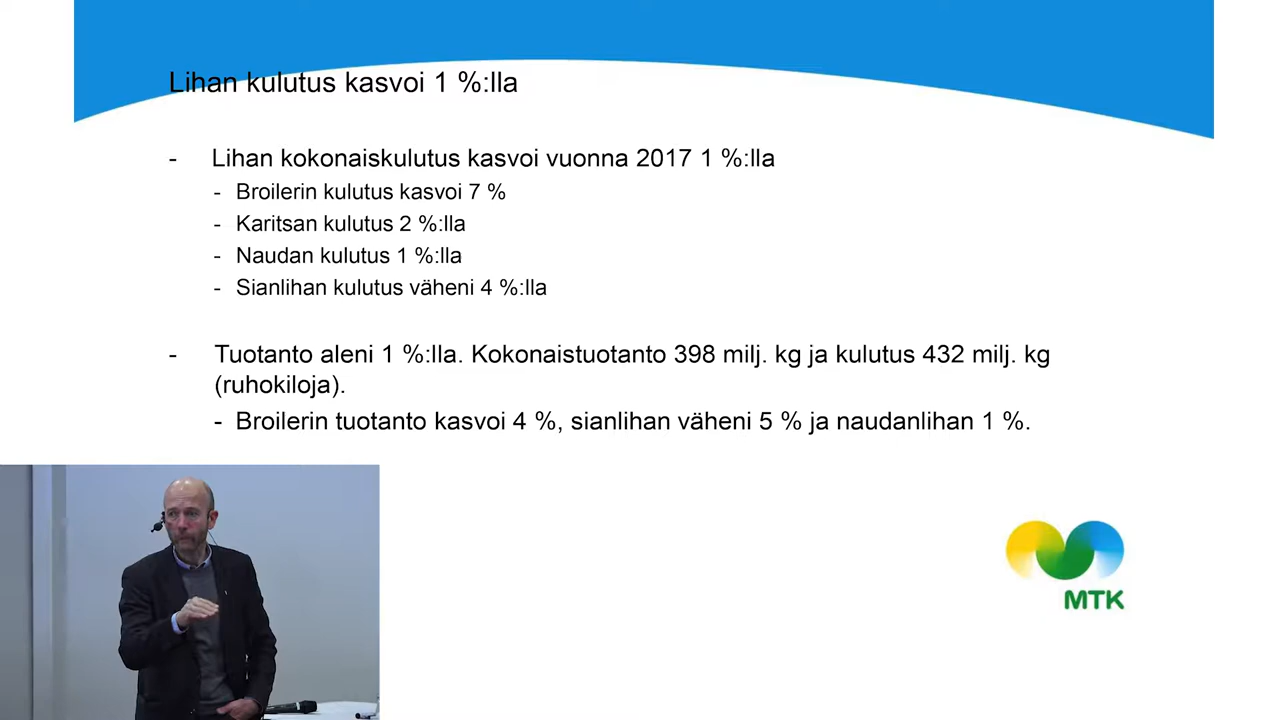 Lihan kulutus kasvoi 1 %:lla
- Lihan kokonaiskulutus kasvoi vuonna 2017 1 %:lla
- Broilerin kulutus kasvoi 7 %
- Karitsan kulutus 2 %:lla
- Naudan kulutus 1 %:lla
- Sianlihan kulutus väheni 4 %:lla
- Tuotanto aleni 1 %:lla. Kokonaistuotanto 398 milj. kg ja kulutus 432 milj. kg
(ruhokiloja).
- Broilerin tuotanto kasvoi 4 %, sianlihan väheni 5 % ja naudanlihan 1 %.
MTK